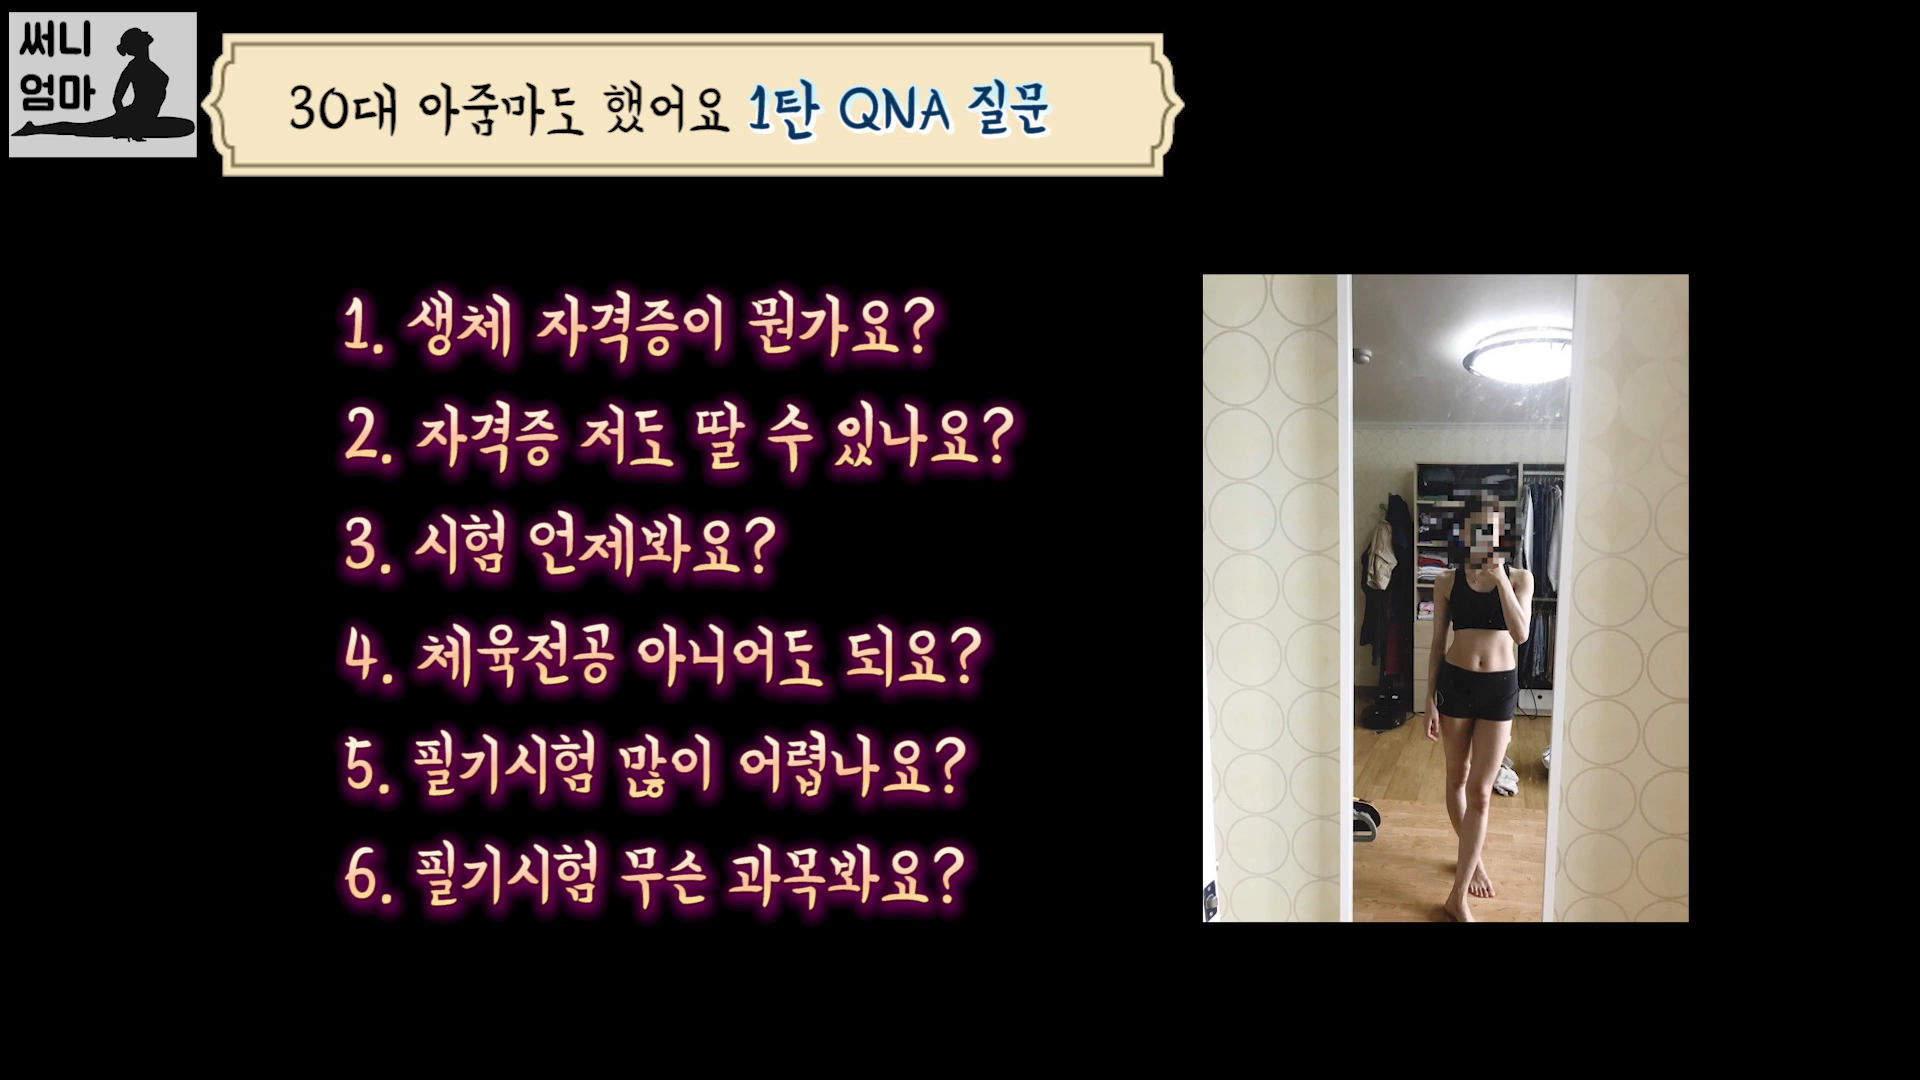 써니
엄마
30대 아줌마도 했어요 1탄 QNA 질문
1. 생체 자격증이 뭔가요?
2. 자격증 저도 딸 수 있나요?
3. 시험 언제봐요?
4. 체육전공 아니어도 되요?
5. 필기시험 많이 어렵나요?
6. 필기시험 무슨 과목봐요?